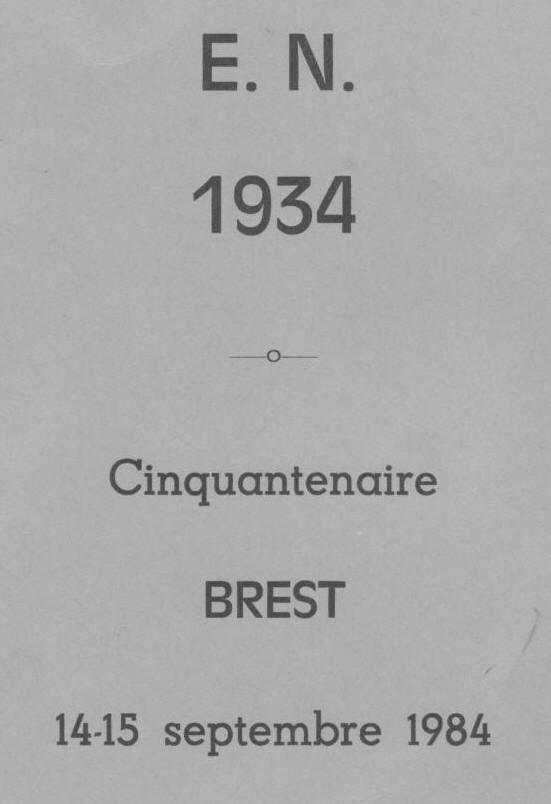 E. N.
1934
—o—
Cinquantenaire
BREST
14-15 septembre 1984